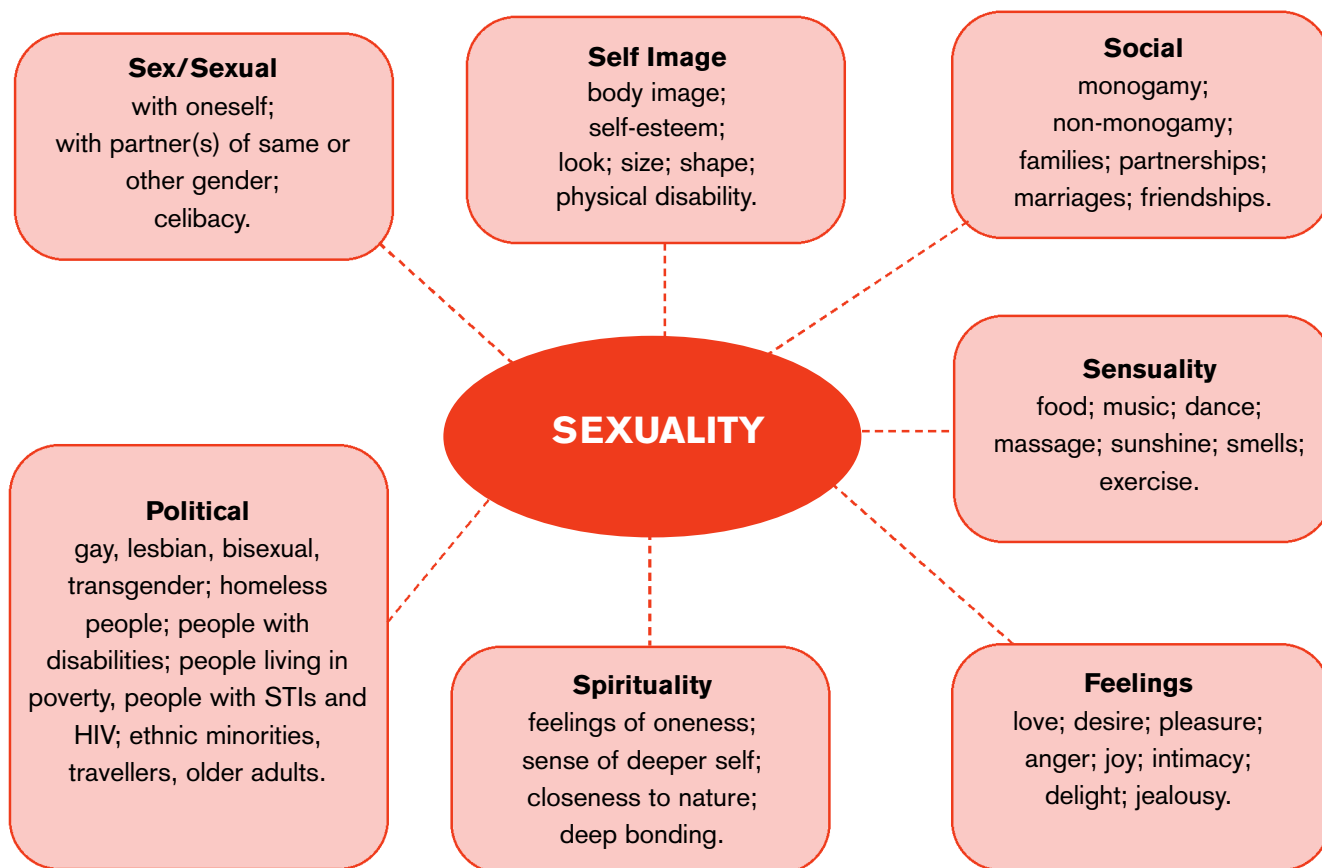 Sex/Sexual
with oneself;
with partner(s) of same or
other gender;
celibacy.
Self Image
body image;
self-esteem;
look; size; shape;
physical disability.
Social
monogamy;
non-monogamy;
families; partnerships;
marriages; friendships.
SEXUALITY
Sensuality
food; music; dance;
massage; sunshine; smells;
exercise.
Political
gay, lesbian, bisexual,
transgender; homeless
people; people with
disabilities; people living in
poverty, people with STIs and
HIV; ethnic minorities,
travellers, older adults.
Spirituality
feelings of oneness;
sense of deeper self;
closeness to nature;
deep bonding.
Feelings
love; desire; pleasure;
anger; joy; intimacy;
delight; jealousy.